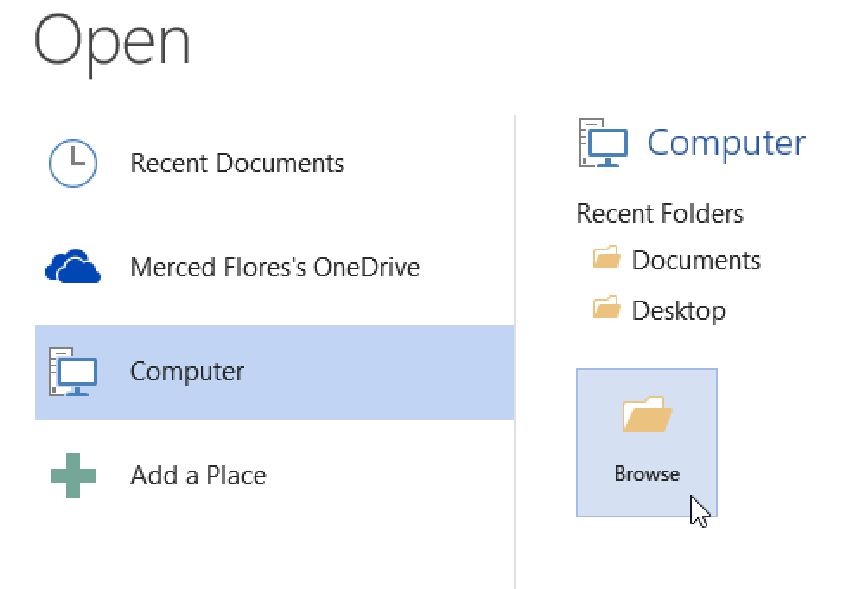 Open
Recent Documents
Merced Flores's OneDrive
Computer
Add a Place
Computer
Recent Folders
Documents
Desktop
Browse